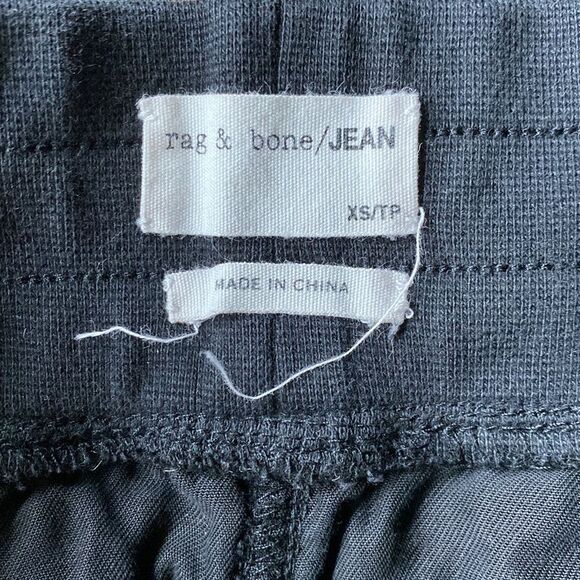 rag & bone/JEAN
XS/TP
MADE IN CHINA